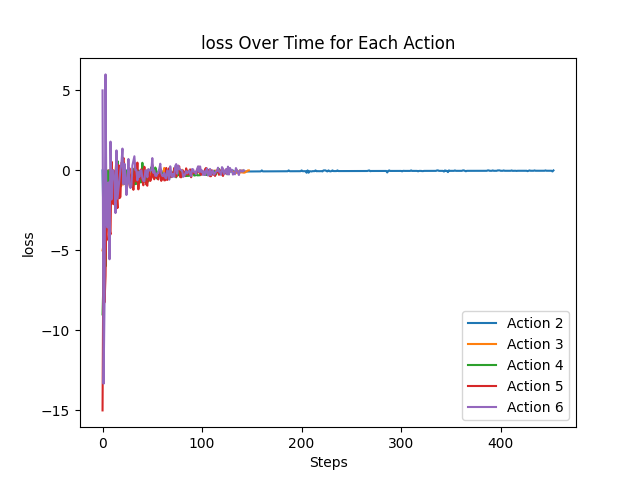 loss Over Time for Each Action
5
0
−5
−10
−15
loss
0
100
200
300
400
Steps
Action 2
Action 3
Action 4
Action 5
Action 6